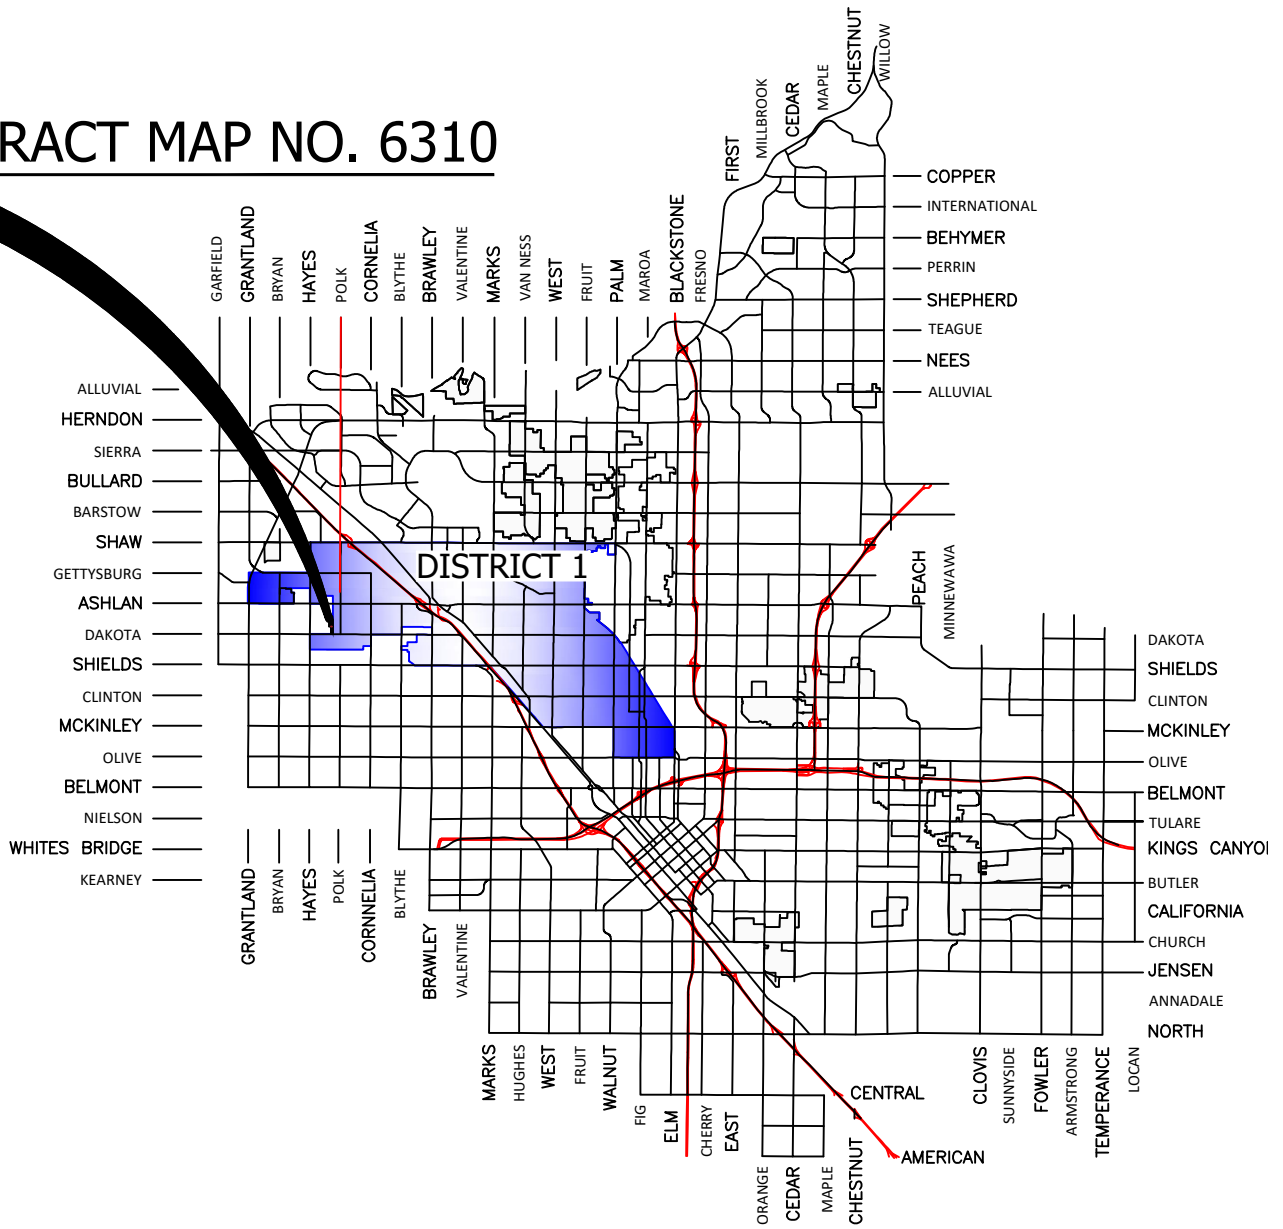 RACT MAP NO. 6310
GARFIELD
GRANTLAND
BRYAN
HAYES
POLK
CORNELIA
BLYTHE
BRAWLEY
VALENTINE
MARKS
VAN NESS
WEST
FRUIT
PALM
MAROA
BLACKSTONE
FRESNO
FIRST
MILLBROOK
CEDAR
MAPLE
CHESTNUT
WILLOW
COPPER
INTERNATIONAL
BEHYMER
PERRIN
SHEPHERD
TEAGUE
NEES
ALLUVIAL
ALLUVIAL
HERNDON
SIERRA
BULLARD
BARSTOW
SHAW
GETTYSBURG
ASHLAN
DAKOTA
SHIELDS
CLINTON
MCKINLEY
OLIVE
BELMONT
NIELSON
WHITES BRIDGE
KEARNEY
DISTRICT 1
PEACH
MINNEWAWA
DAKOTA
SHIELDS
CLINTON
MCKINLEY
OLIVE
BELMONT
TULARE
KINGS CANYO
BUTLER
CALIFORNIA
CHURCH
JENSEN
ANNADALE
NORTH
GRANTLAND
BRYAN
HAYES
POLK
CORNNELIA
BLYTHE
BRAWLEY
VALENTINE
MARKS
HUGHES
WEST
FRUIT
WALNUT
FIG
ELM
CHERRY
EAST
ORANGE
CEDAR
MAPLE
CHESTNUT
CENTRAL
AMERICAN
CLOVIS
SUNNYSIDE
FOWLER
ARMSTRONG
TEMPERANCE
LOCAN